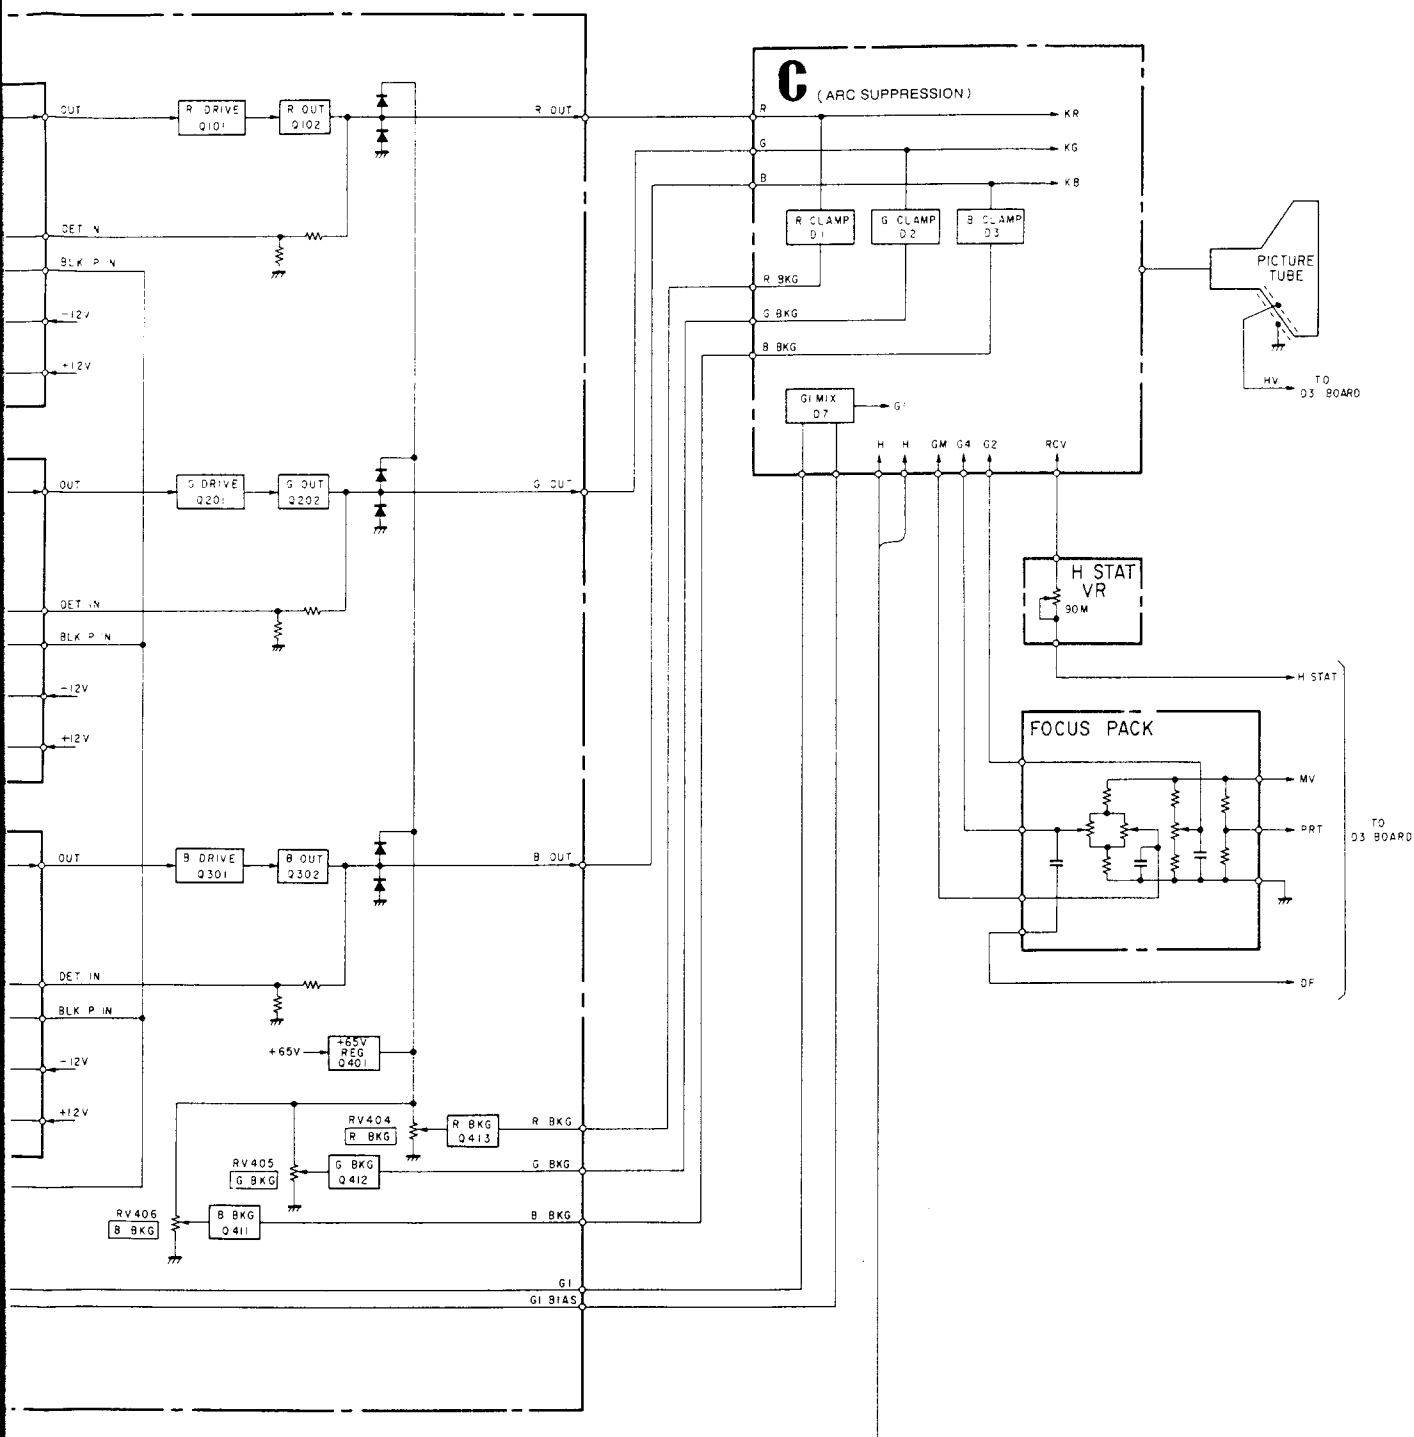 C
(ARC SUPPRESSION)
OUT
R DRIVE
Q101
R OUT
Q102
R OUT
R
KR
G
KG
B
KB
R CLAMP
D1
G CLAMP
D2
B CLAMP
D3
DET IN
BLK P IN
-12V
+12V
R BKG
G BKG
B BKG
PICTURE
TUBE
HV
TO
D3 BOARD
G1 MIX
D7
G1
H
H
GM
G4
G2
RCV
OUT
G DRIVE
Q201
G OUT
Q202
G OUT
H STAT
VR
90M
DET IN
BLK P IN
-12V
+12V
H STAT
FOCUS PACK
MV
PRT
TO
D3 BOARD
DF
OUT
B DRIVE
Q301
B OUT
Q302
B OUT
DET IN
BLK P IN
-12V
+12V
+65V
+65V
REG
Q401
RV404
R BKG
R BKG
Q413
R BKG
RV405
G BKG
G BKG
Q412
G BKG
RV406
B BKG
B BKG
Q411
B BKG
G1
G1 BIAS